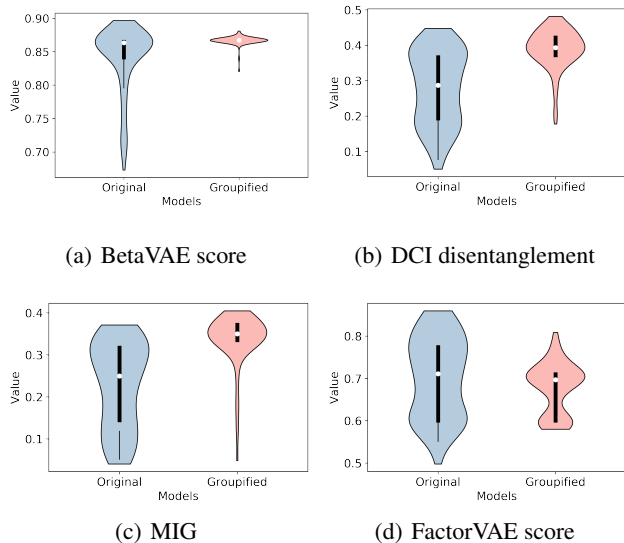 0.90
0.85
0.80
0.75
0.70
Value
Original
Groupified
Models
(a) BetaVAE score
0.5
0.4
0.3
0.2
0.1
Value
Original
Groupified
Models
(b) DCI disentanglement
0.4
0.3
0.2
0.1
Value
Original
Groupified
Models
(c) MIG
0.8
0.7
0.6
0.5
Value
Original
Groupified
Models
(d) FactorVAE score